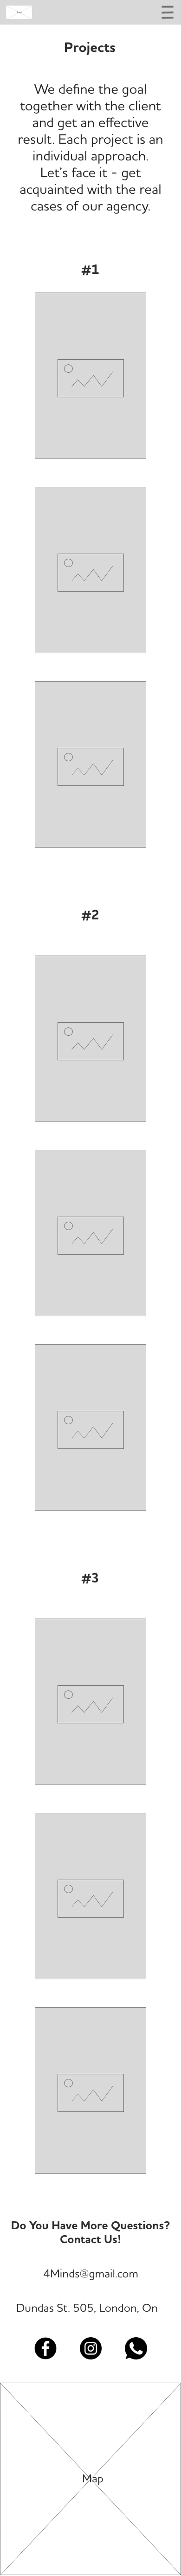 Projects
We define the goal
together with the client
and get an effective
result. Each project is an
individual approach.
Let's face it - get
acquainted with the real
cases of our agency.
#1
#2
#3
Do You Have More Questions?
Contact Us!
4Minds@gmail.com
Dundas St. 505, London, On
Map